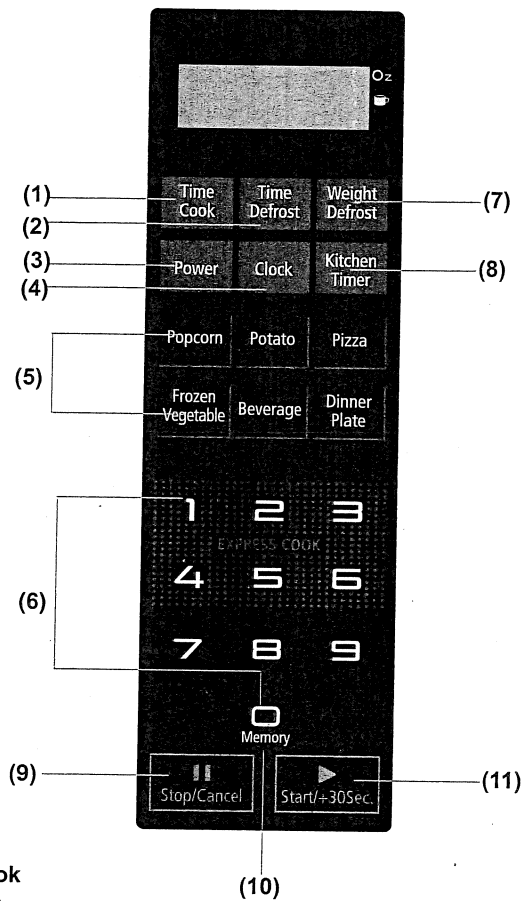 Oz
(1)
Time Cook
Time Defrost
Weight Defrost
(7)
(2)
(3)
Power
Clock
Kitchen Timer
(8)
(4)
Popcorn
Potato
Pizza
(5)
Frozen Vegetable
Beverage
Dinner Plate
1 2 3
EXPRESS COOK
4 5 6
(6)
7 8 9
0
Memory
(9)
Stop/Cancel
Start/+30Sec.
(11)
ok
(10)